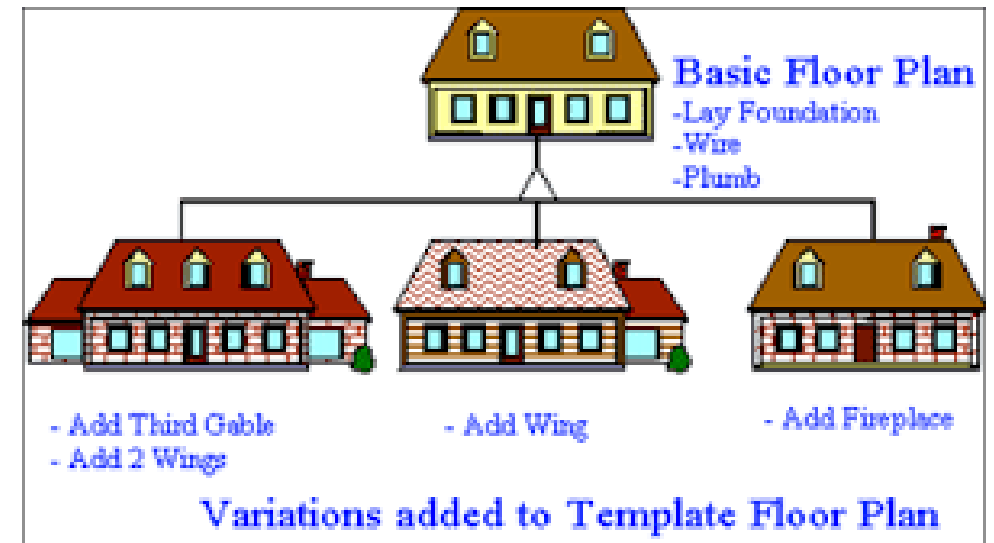 Basic Floor Plan
-Lay Foundation
-Wire
-Plumb
- Add Third Gable
- Add 2 Wings
- Add Wing
- Add Fireplace
Variations added to Template Floor Plan